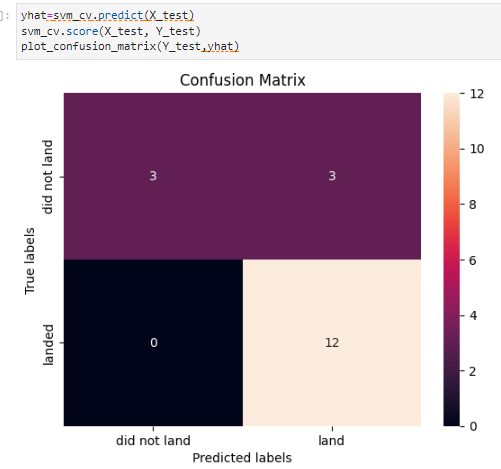 ]:
yhat=svm_cv.predict(X_test)
svm_cv.score(X_test, Y_test)
plot_confusion_matrix(Y_test,yhat)
Confusion Matrix
True labels
did not land
landed
3
3
0
12
did not land
land
Predicted labels
12
10
8
6
4
2
0